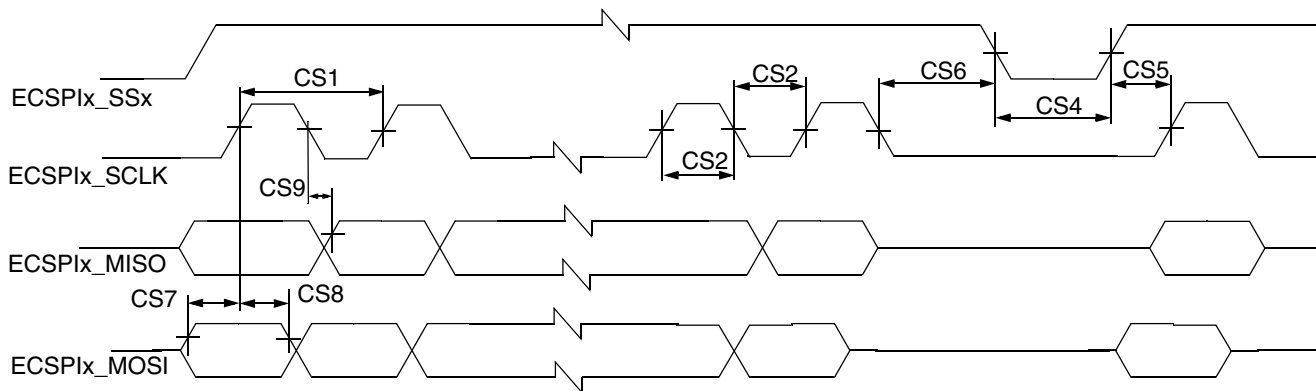 CS1
CS2
CS6
CS5
ECSPIx_SSx
CS4
CS2
ECSPIx_SCLK
CS9
ECSPIx_MISO
CS7
CS8
ECSPIx_MOSI